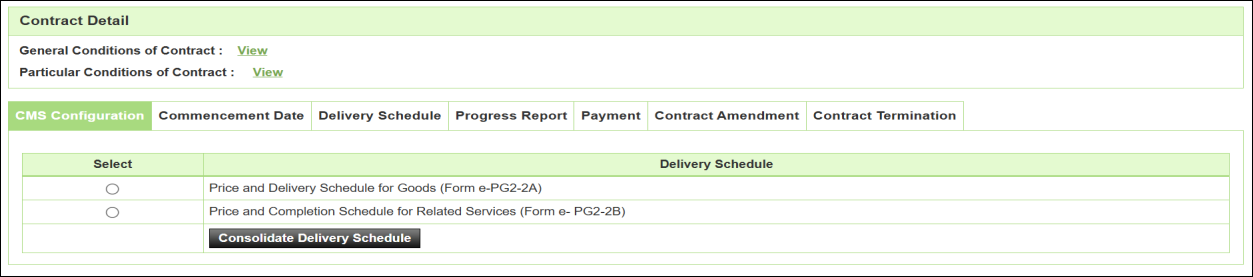 Contract Detail
General Conditions of Contract : View
Particular Conditions of Contract : View
CMS Configuration Commencement Date Delivery Schedule Progress Report Payment Contract Amendment Contract Termination
Select Delivery Schedule
Price and Delivery Schedule for Goods (Form e-PG2-2A)
Price and Completion Schedule for Related Services (Form e- PG2-2B)
Consolidate Delivery Schedule